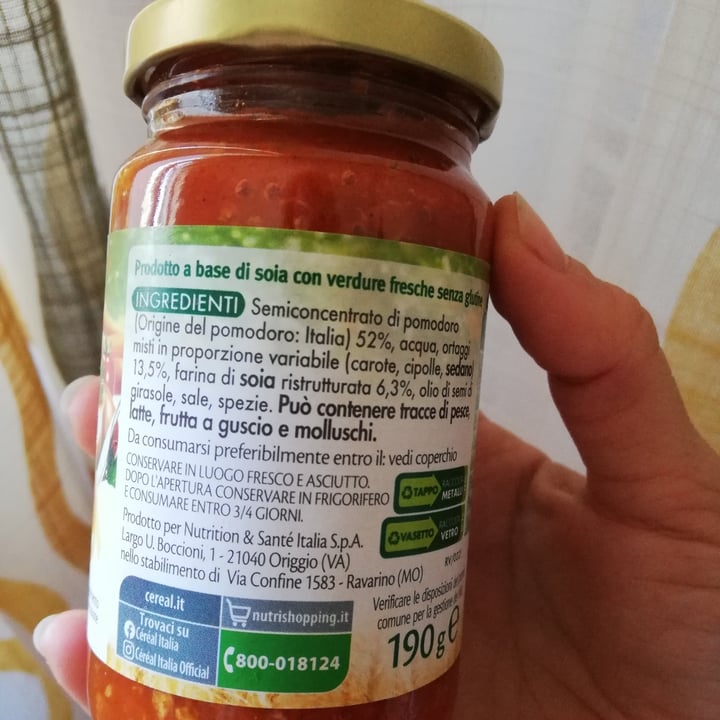 Prodotto a base di soia con verdure fresche senza glutine
INGREDIENTI Semiconcentrato di pomodoro
(Origine del pomodoro: Italia) 52%, acqua, ortaggi
misti in proporzione variabile (carote, cipolle, sedano)
13,5%, farina di soia ristrutturata 6,3%, olio di semi di
girasole, sale, spezie. Può contenere tracce di pesce,
latte, frutta a guscio e molluschi.
Da consumarsi preferibilmente entro il: vedi coperchio
CONSERVARE IN LUOGO FRESCO E ASCIUTTO.
DOPO L'APERTURA CONSERVARE IN FRIGORIFERO
E CONSUMARE ENTRO 3/4 GIORNI.
TAPPO RACCOLTA METALLI
VASETTO RACCOLTA VETRO
Prodotto per Nutrition & Santé Italia S.p.A.
Largo U. Boccioni, 1 - 21040 Origgio (VA)
nello stabilimento di Via Confine 1583 - Ravarino (MO)
Verificare le disposizioni del
comune per la gestione
190g e
cereal.it
nutrishopping.it
Trovaci su
Céréal Italia
Céréal Italia Official
800-018124